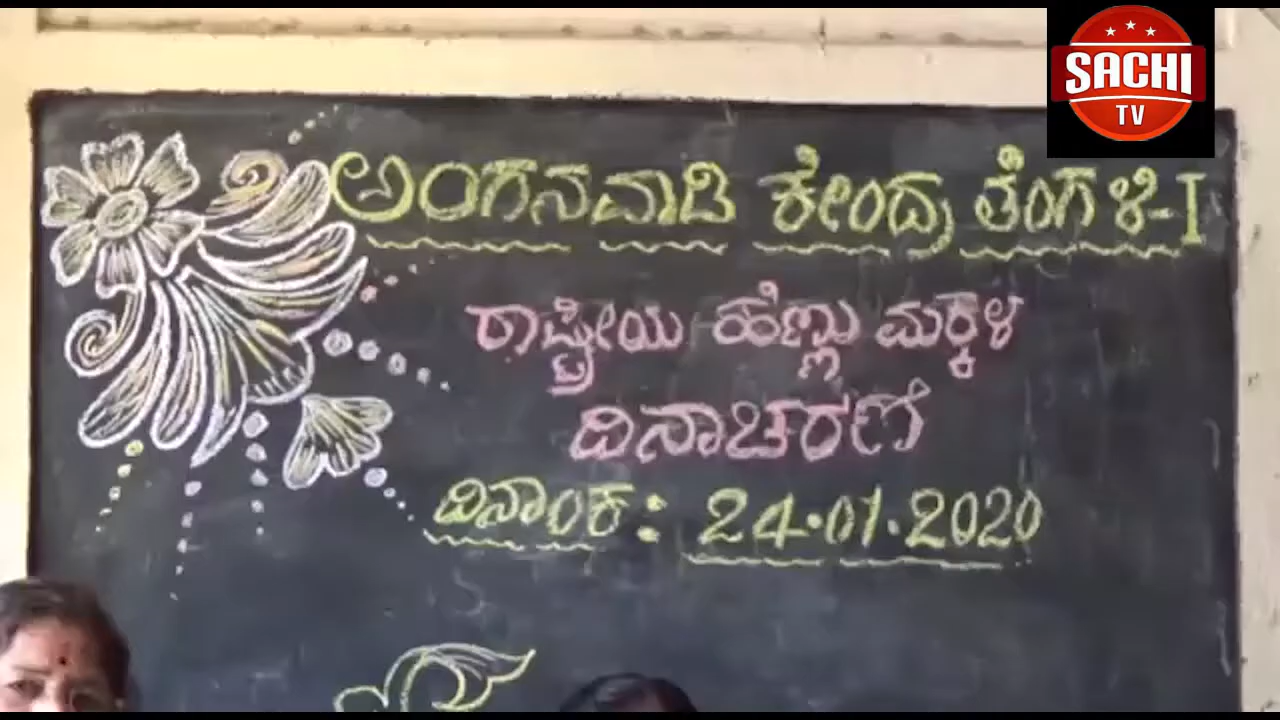 SACHI
TV
ಅಂಗನವಾಡಿ ಕೇಂದ್ರ ತೆಂಗಳಿ-I
ರಾಷ್ಟ್ರೀಯ ಹೆಣ್ಣು ಮಕ್ಕಳ
ದಿನಾಚರಣೆ
ದಿನಾಂಕ: 24.01.2020